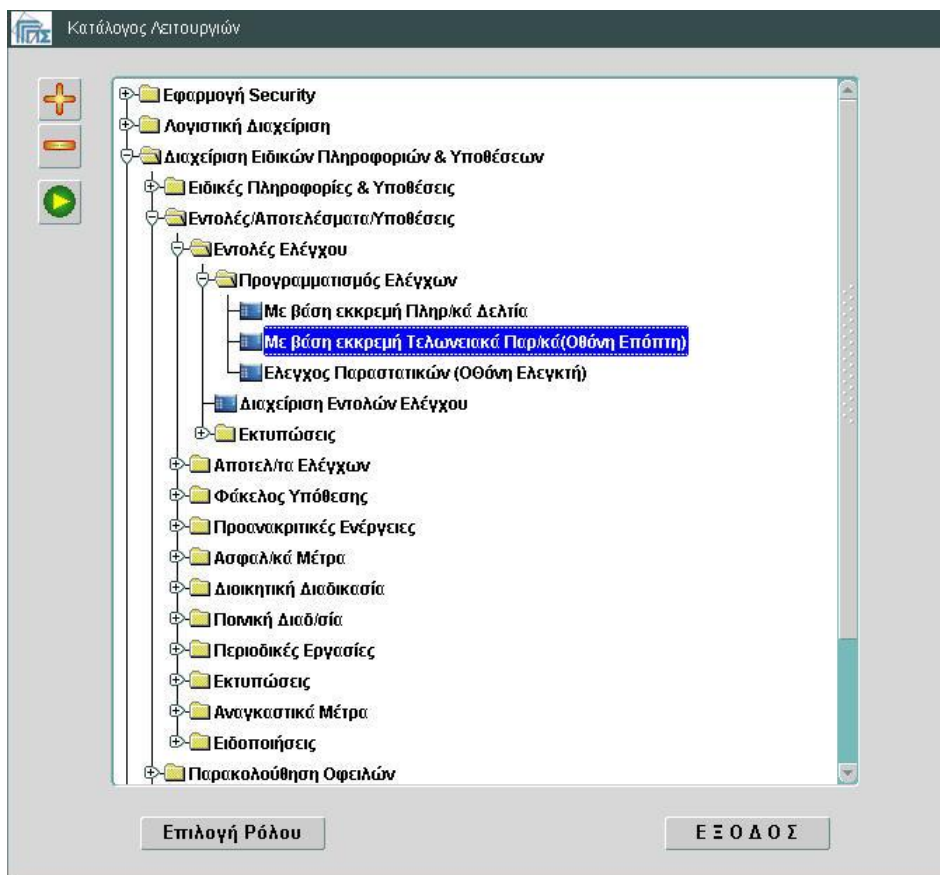 ΓΓΠΣ Κατάλογος Λειτουργιών
Εφαρμογή Security
Λογιστική Διαχείριση
Διαχείριση Ειδικών Πληροφοριών & Υποθέσεων
Ειδικές Πληροφορίες & Υποθέσεις
Εντολές/Αποτελέσματα/Υποθέσεις
Εντολές Ελέγχου
Προγραμματισμός Ελέγχων
Με βάση εκκρεμή Πληρ/κά Δελτία
Με βάση εκκρεμή Τελωνειακά Παρ/κά(Οθόνη Επόπτη)
Ελεγχος Παραστατικών (ΟΘόνη Ελεγκτή)
Διαχείριση Εντολών Ελέγχου
Εκτυπώσεις
Αποτελ/τα Ελέγχων
Φάκελος Υπόθεσης
Προανακριτικές Ενέργειες
Ασφαλ/κά Μέτρα
Διοικητική Διαδικασία
Ποινική Διαδ/σία
Περιοδικές Εργασίες
Εκτυπώσεις
Αναγκαστικά Μέτρα
Ειδοποιήσεις
Παρακολούθηση Οφειλών
Επιλογή Ρόλου
Ε Ξ Ο Δ Ο Σ